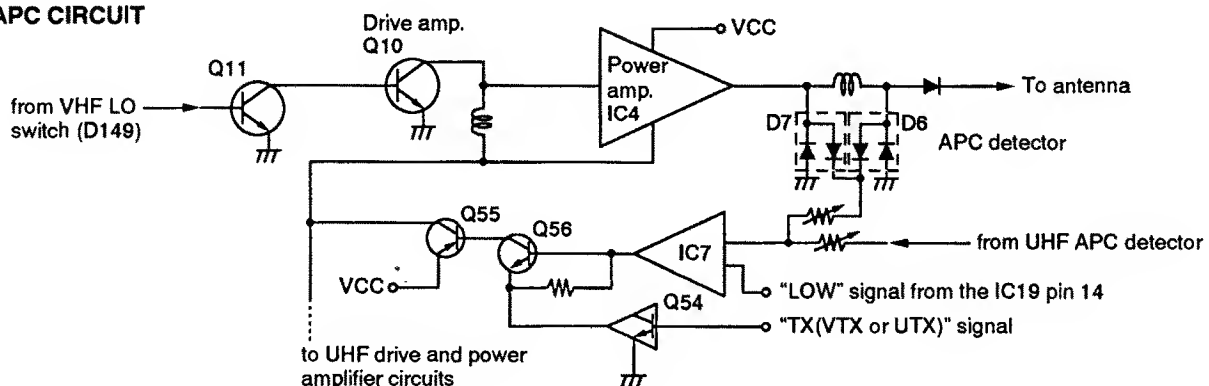 APC CIRCUIT
Drive amp.
Q10
Q11
VCC
Power
amp.
IC4
To antenna
from VHF LO
switch (D149)
D7
D6
APC detector
Q55
Q56
IC7
from UHF APC detector
VCC
"LOW" signal from the IC19 pin 14
Q54
"TX(VTX or UTX)" signal
to UHF drive and power
amplifier circuits